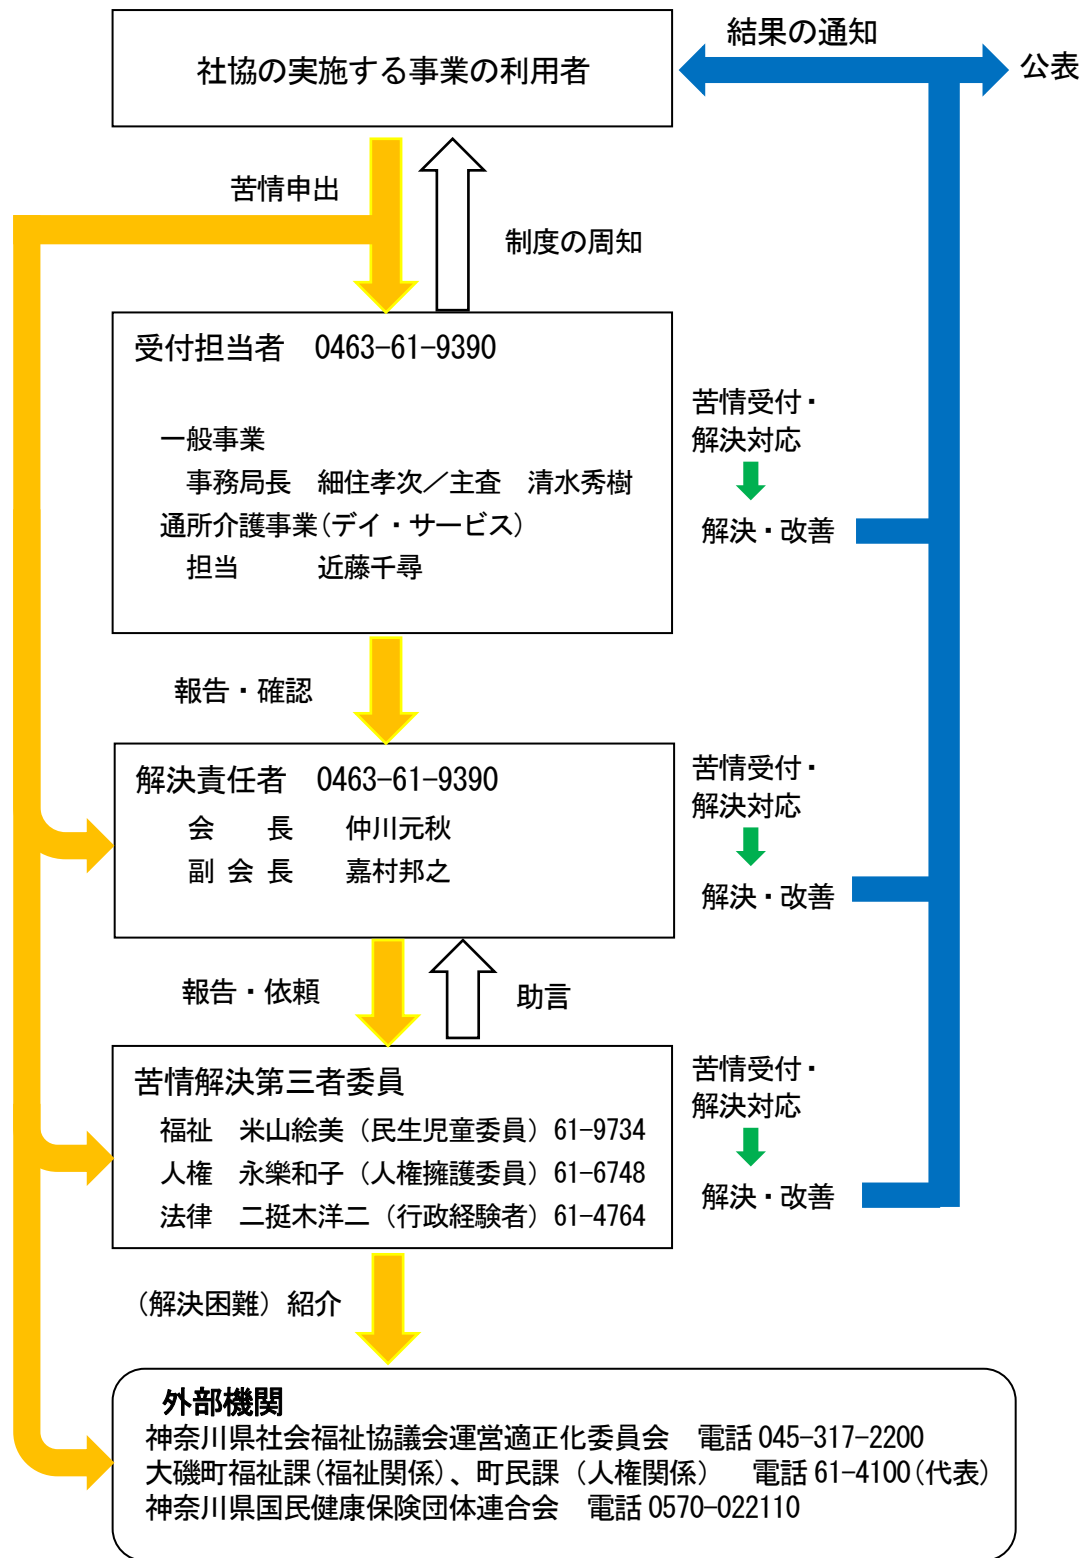 結果の通知
公表
社協の実施する事業の利用者
苦情申出
制度の周知
受付担当者　0463-61-9390
一般事業
事務局長　細住孝次／主査　清水秀樹
通所介護事業(デイ・サービス)
担当　　　近藤千尋
苦情受付・
解決対応
解決・改善
報告・確認
解決責任者　0463-61-9390
会　　長　　仲川元秋
副 会 長　　嘉村邦之
苦情受付・
解決対応
解決・改善
報告・依頼
助言
苦情解決第三者委員
福祉　米山絵美（民生児童委員）61-9734
人権　永樂和子（人権擁護委員）61-6748
法律　二挺木洋二（行政経験者）61-4764
苦情受付・
解決対応
解決・改善
（解決困難）紹介
外部機関
神奈川県社会福祉協議会運営適正化委員会　電話 045-317-2200
大磯町福祉課(福祉関係)、町民課（人権関係）　電話 61-4100(代表)
神奈川県国民健康保険団体連合会　電話 0570-022110